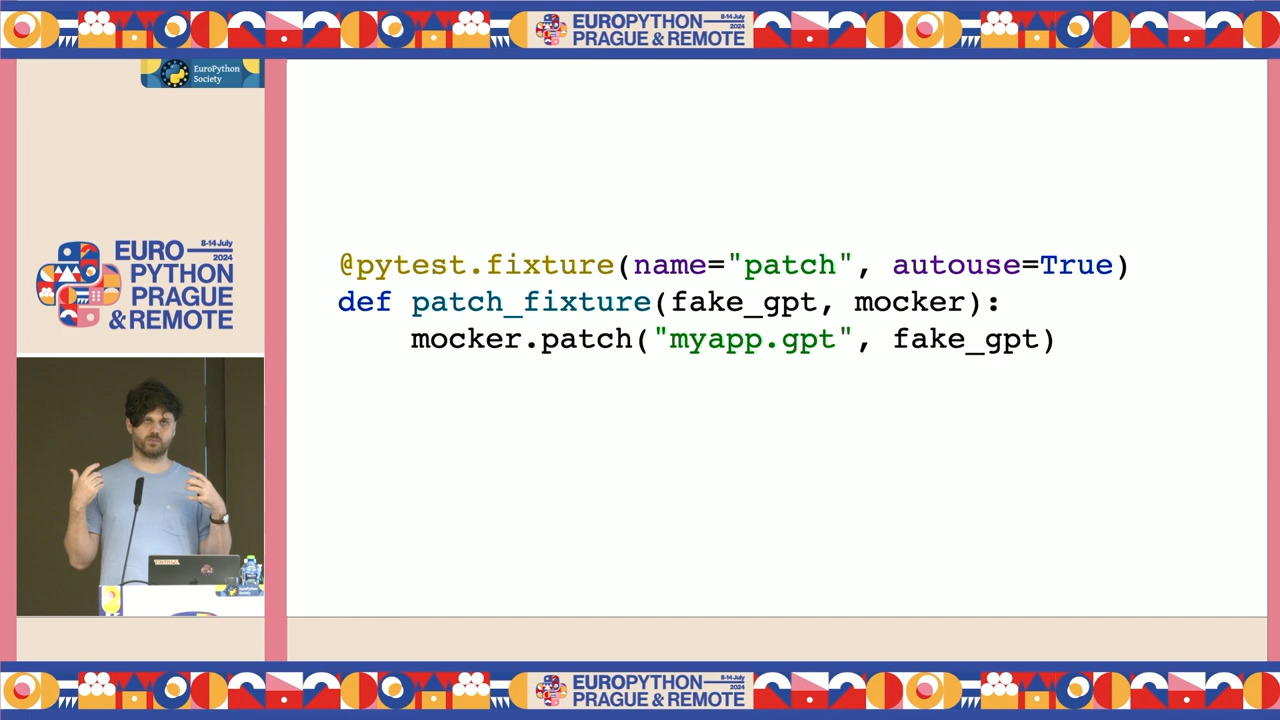 EUROPYTHON
8-14 July
2024
PRAGUE & REMOTE
EuroPython
Society
EURO
8-14 July
2024
PYTHON
PRAGUE
& REMOTE
@pytest.fixture(name="patch", autouse=True)
def patch_fixture(fake_gpt, mocker):
    mocker.patch("myapp.gpt", fake_gpt)
EuroPython
Society
EUROPYTHON
8-14 July
2024
PRAGUE & REMOTE